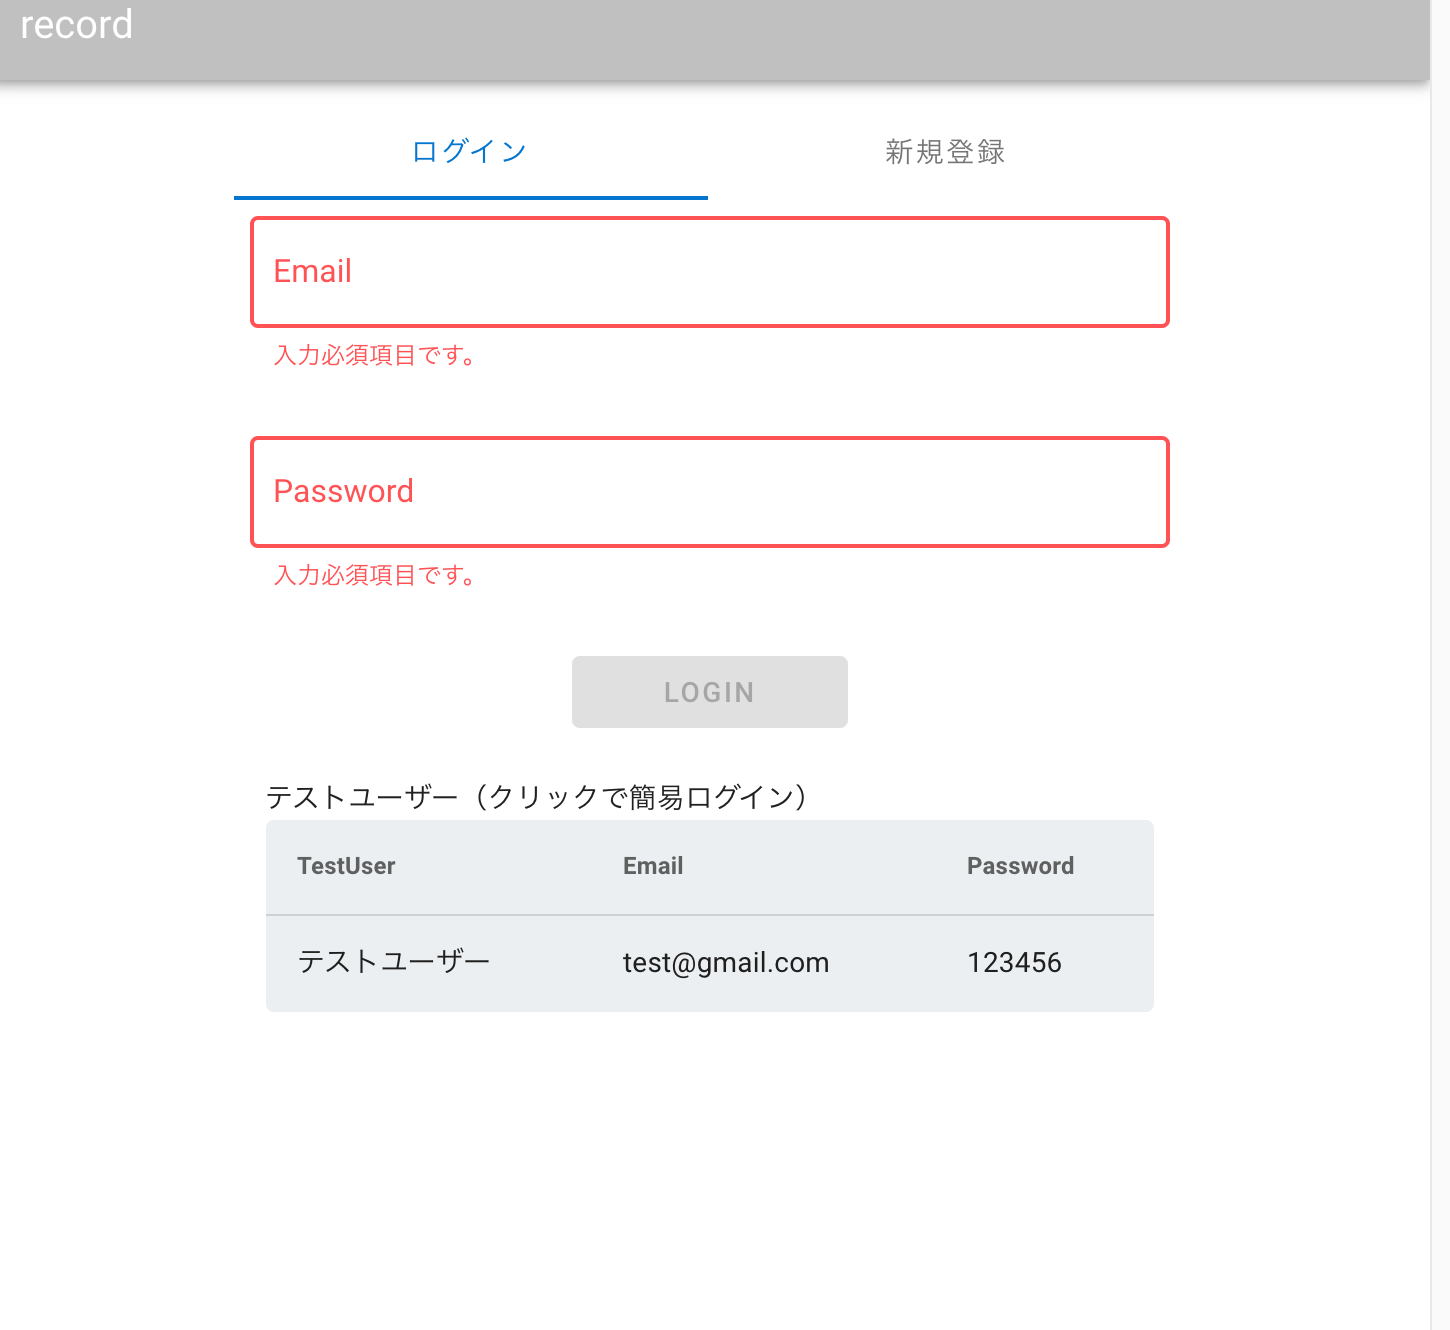 record
ログイン 新規登録
Email
入力必須項目です。
Password
入力必須項目です。
LOGIN
テストユーザー（クリックで簡易ログイン）
TestUser Email Password
テストユーザー test@gmail.com 123456